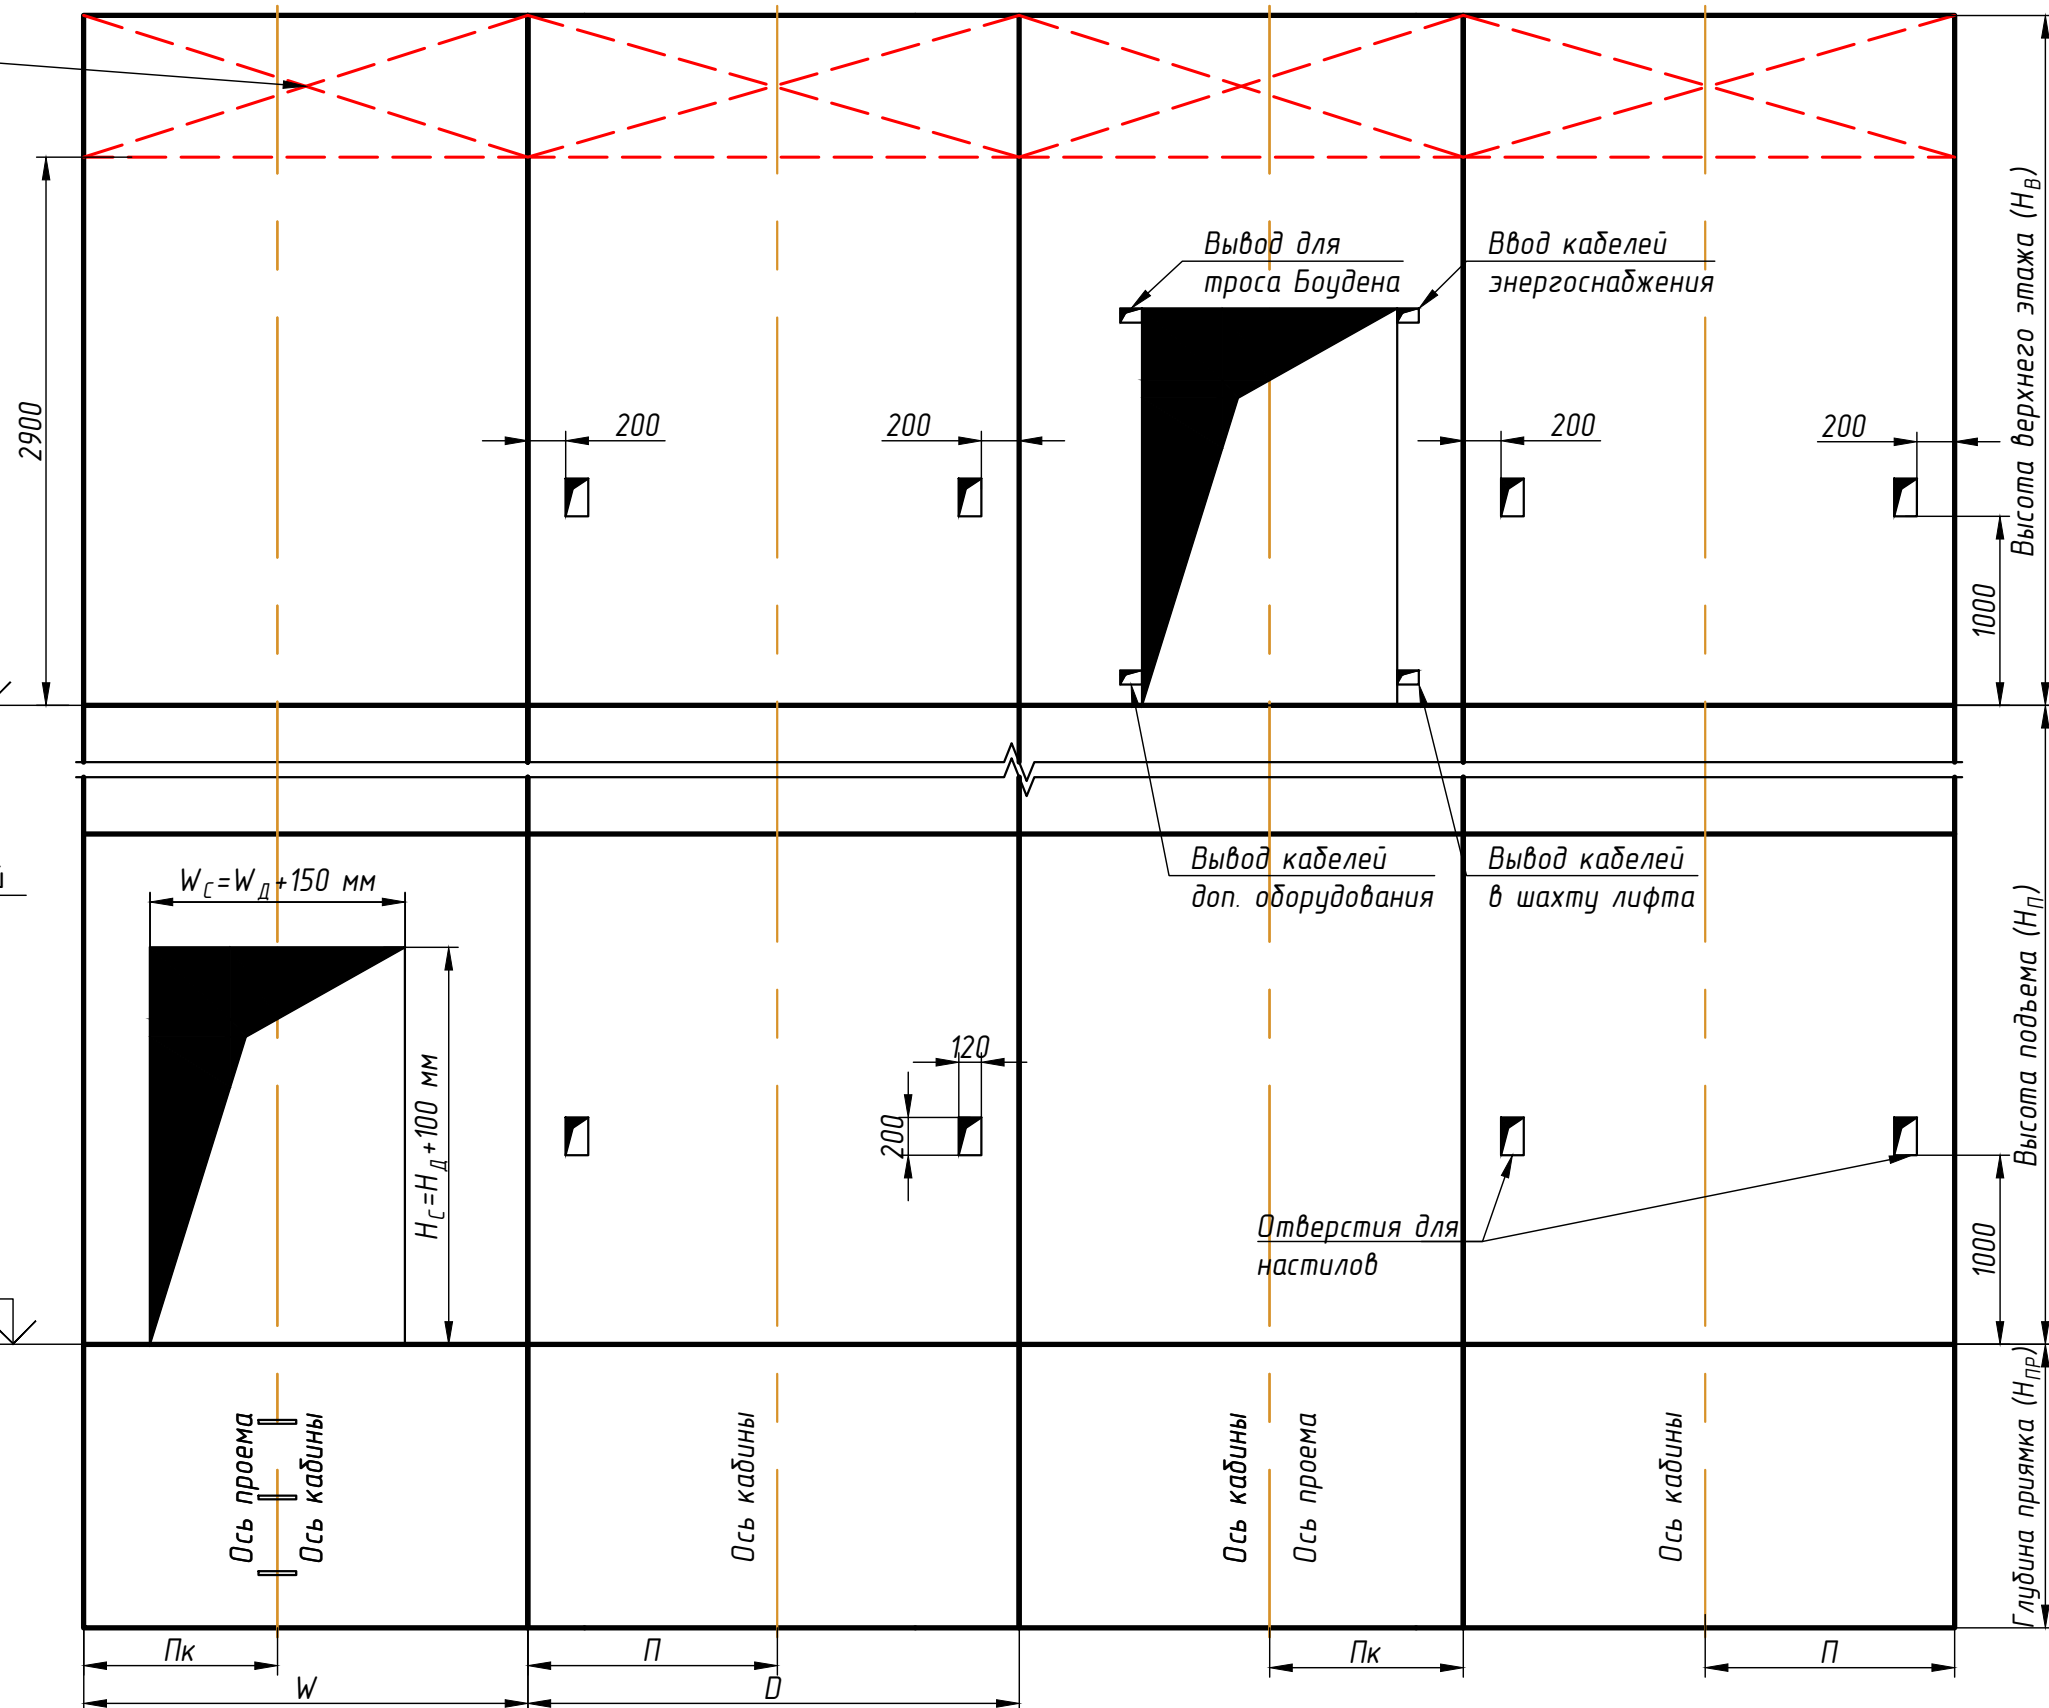 Вывод для
троса Боудена
Ввод кабелей
энергоснабжения
Высота верхнего этажа (HВ)
2900
200
200
200
200
1000
WС=WД+150 мм
Вывод кабелей
доп. оборудования
Вывод кабелей
в шахту лифта
Высота подъема (HП)
HС=HД+100 мм
120
200
Отверстия для
настилов
1000
Ось проема
Ось кабины
Ось кабины
Ось кабины
Ось проема
Ось кабины
Глубина приямка (HПР)
Пк
П
Пк
П
W
D